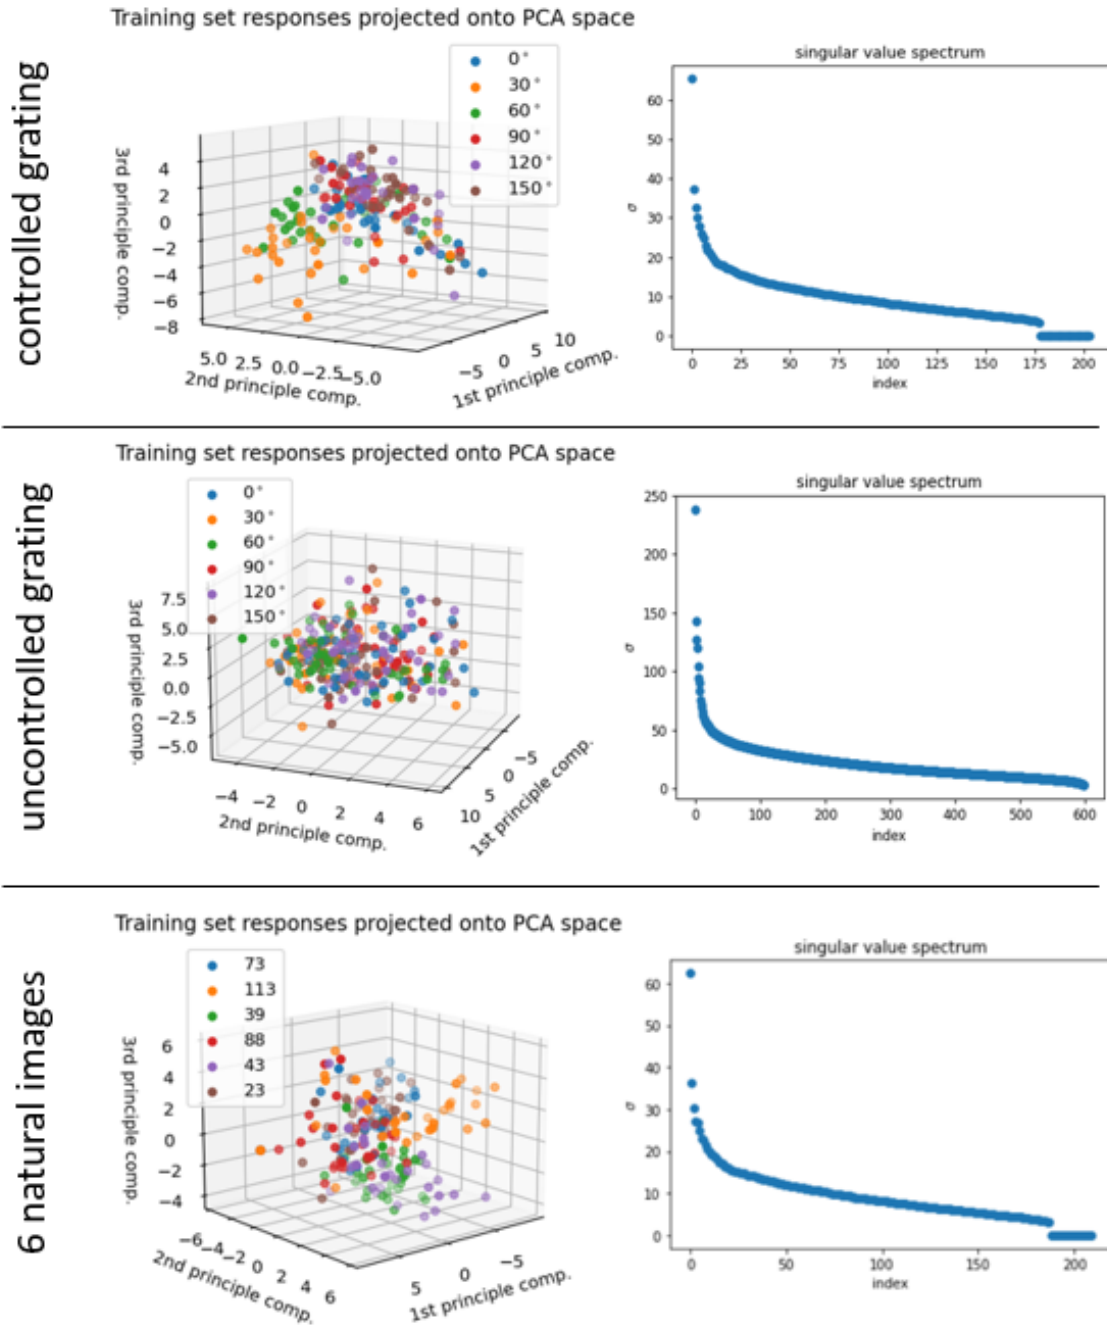 controlled grating
Training set responses projected onto PCA space
0°
30°
60°
90°
120°
150°
3rd principle comp.
4
2
0
−2
−4
−6
−8
5.0 2.5 0.0 −2.5 −5.0
2nd principle comp.
−5 0 5 10
1st principle comp.
singular value spectrum
σ
60
50
40
30
20
10
0
0 25 50 75 100 125 150 175 200
index
uncontrolled grating
Training set responses projected onto PCA space
0°
30°
60°
90°
120°
150°
3rd principle comp.
7.5
5.0
2.5
0.0
−2.5
−5.0
−4 −2 0 2 4 6
2nd principle comp.
10 5 0 −5
1st principle comp.
singular value spectrum
σ
250
200
150
100
50
0
0 100 200 300 400 500 600
index
6 natural images
Training set responses projected onto PCA space
73
113
39
88
43
23
3rd principle comp.
6
4
2
0
−2
−4
−6 −4 −2 0 2 4 6
2nd principle comp.
5 0 −5
1st principle comp.
singular value spectrum
σ
60
50
40
30
20
10
0
0 50 100 150 200
index